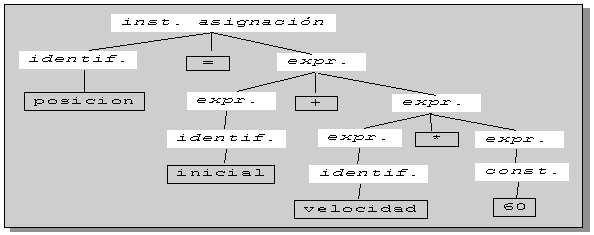 inst. asignación
identif. = expr.
posicion expr. + expr.
identif. expr. * expr.
inicial identif. const.
velocidad 60